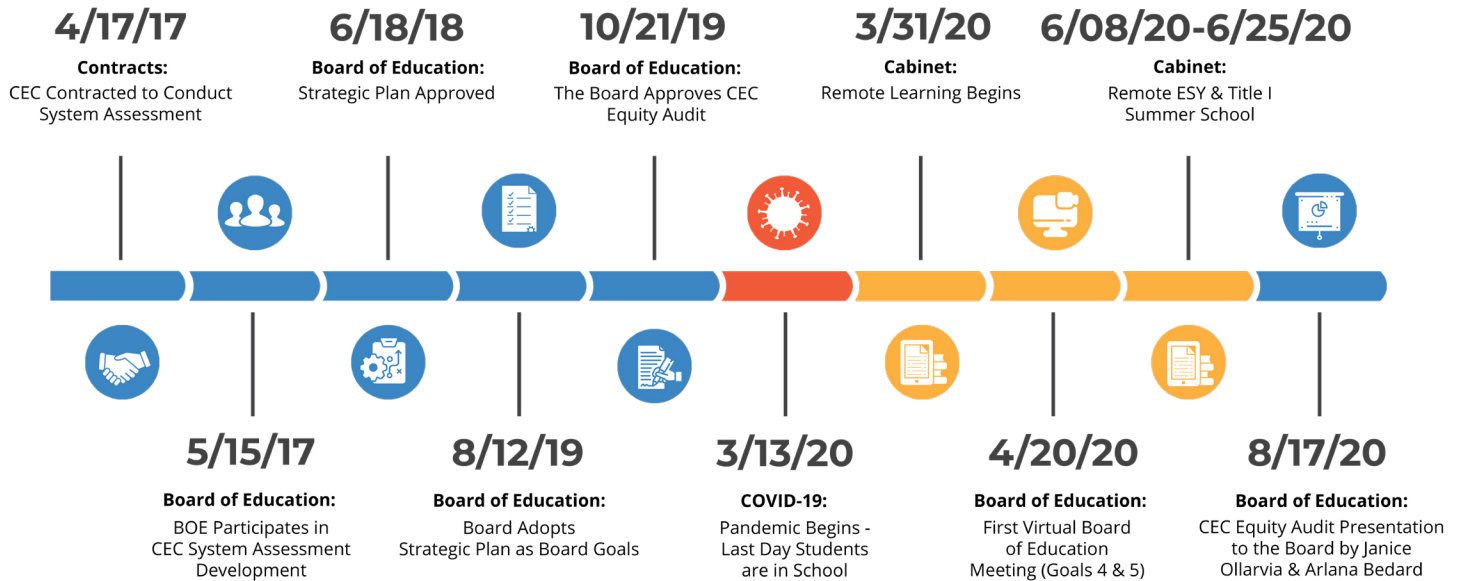 4/17/17
Contracts:
CEC Contracted to Conduct
System Assessment
6/18/18
Board of Education:
Strategic Plan Approved
10/21/19
Board of Education:
The Board Approves CEC
Equity Audit
3/31/20
Cabinet:
Remote Learning Begins
6/08/20-6/25/20
Cabinet:
Remote ESY & Title I
Summer School
5/15/17
Board of Education:
BOE Participates in
CEC System Assessment
Development
8/12/19
Board of Education:
Board Adopts
Strategic Plan as Board Goals
3/13/20
COVID-19:
Pandemic Begins -
Last Day Students
are in School
4/20/20
Board of Education:
First Virtual Board
of Education
Meeting (Goals 4 & 5)
8/17/20
Board of Education:
CEC Equity Audit Presentation
to the Board by Janice
Ollarvia & Arlana Bedard